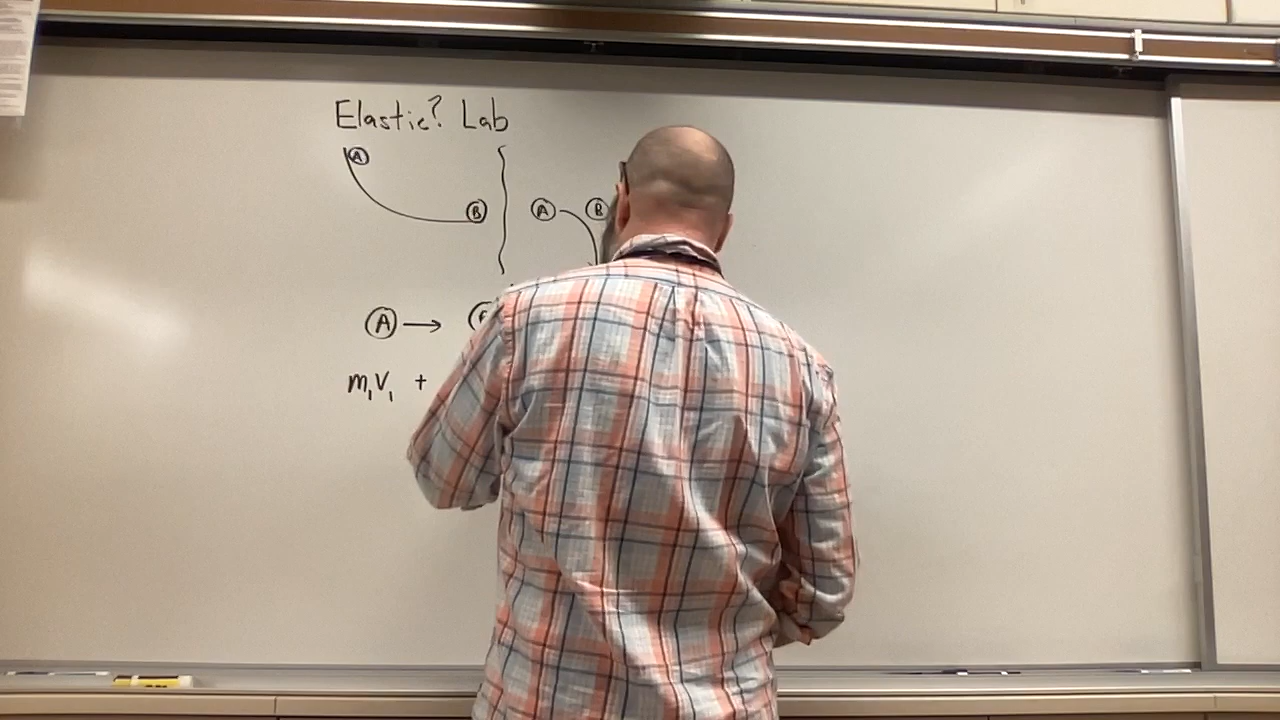 Elastic? Lab
A
B
A B
A →
m₁V₁ +